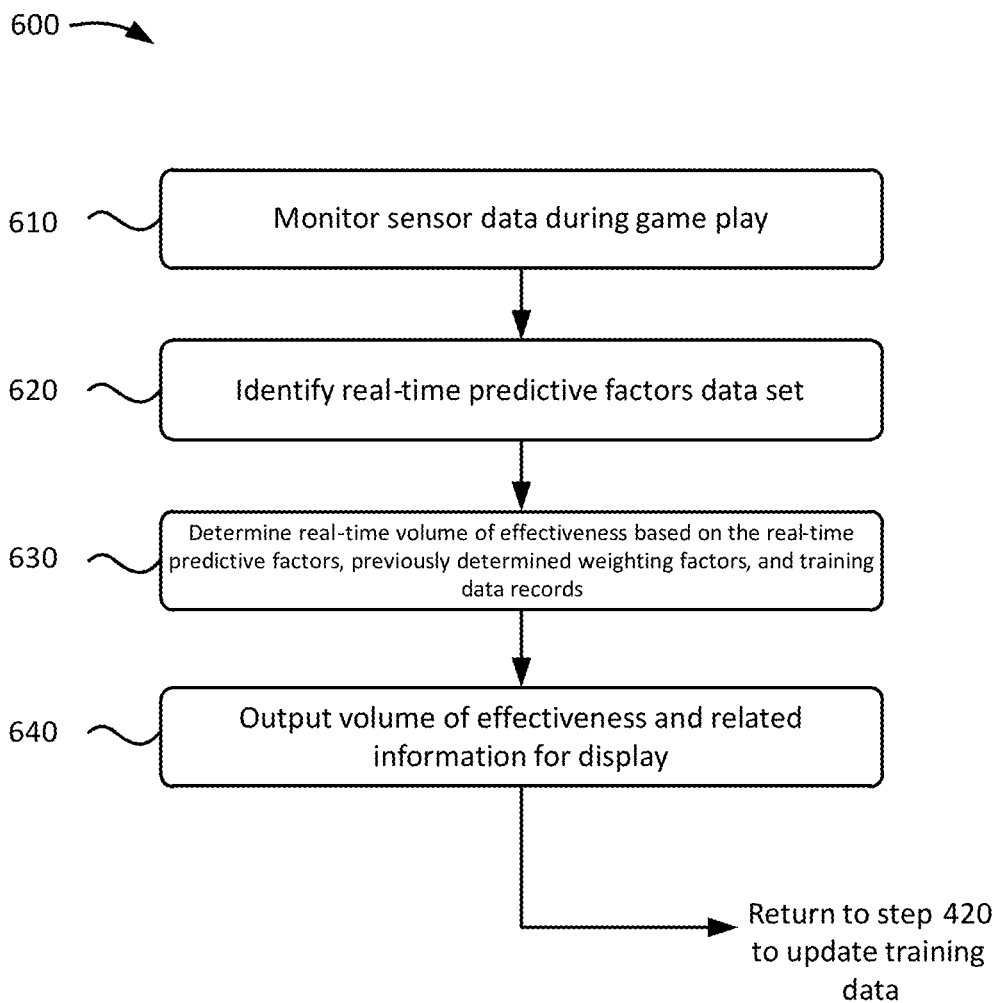 600
610
Monitor sensor data during game play
620
Identify real-time predictive factors data set
630
Determine real-time volume of effectiveness based on the real-time
predictive factors, previously determined weighting factors, and training
data records
640
Output volume of effectiveness and related
information for display
Return to step 420
to update training
data